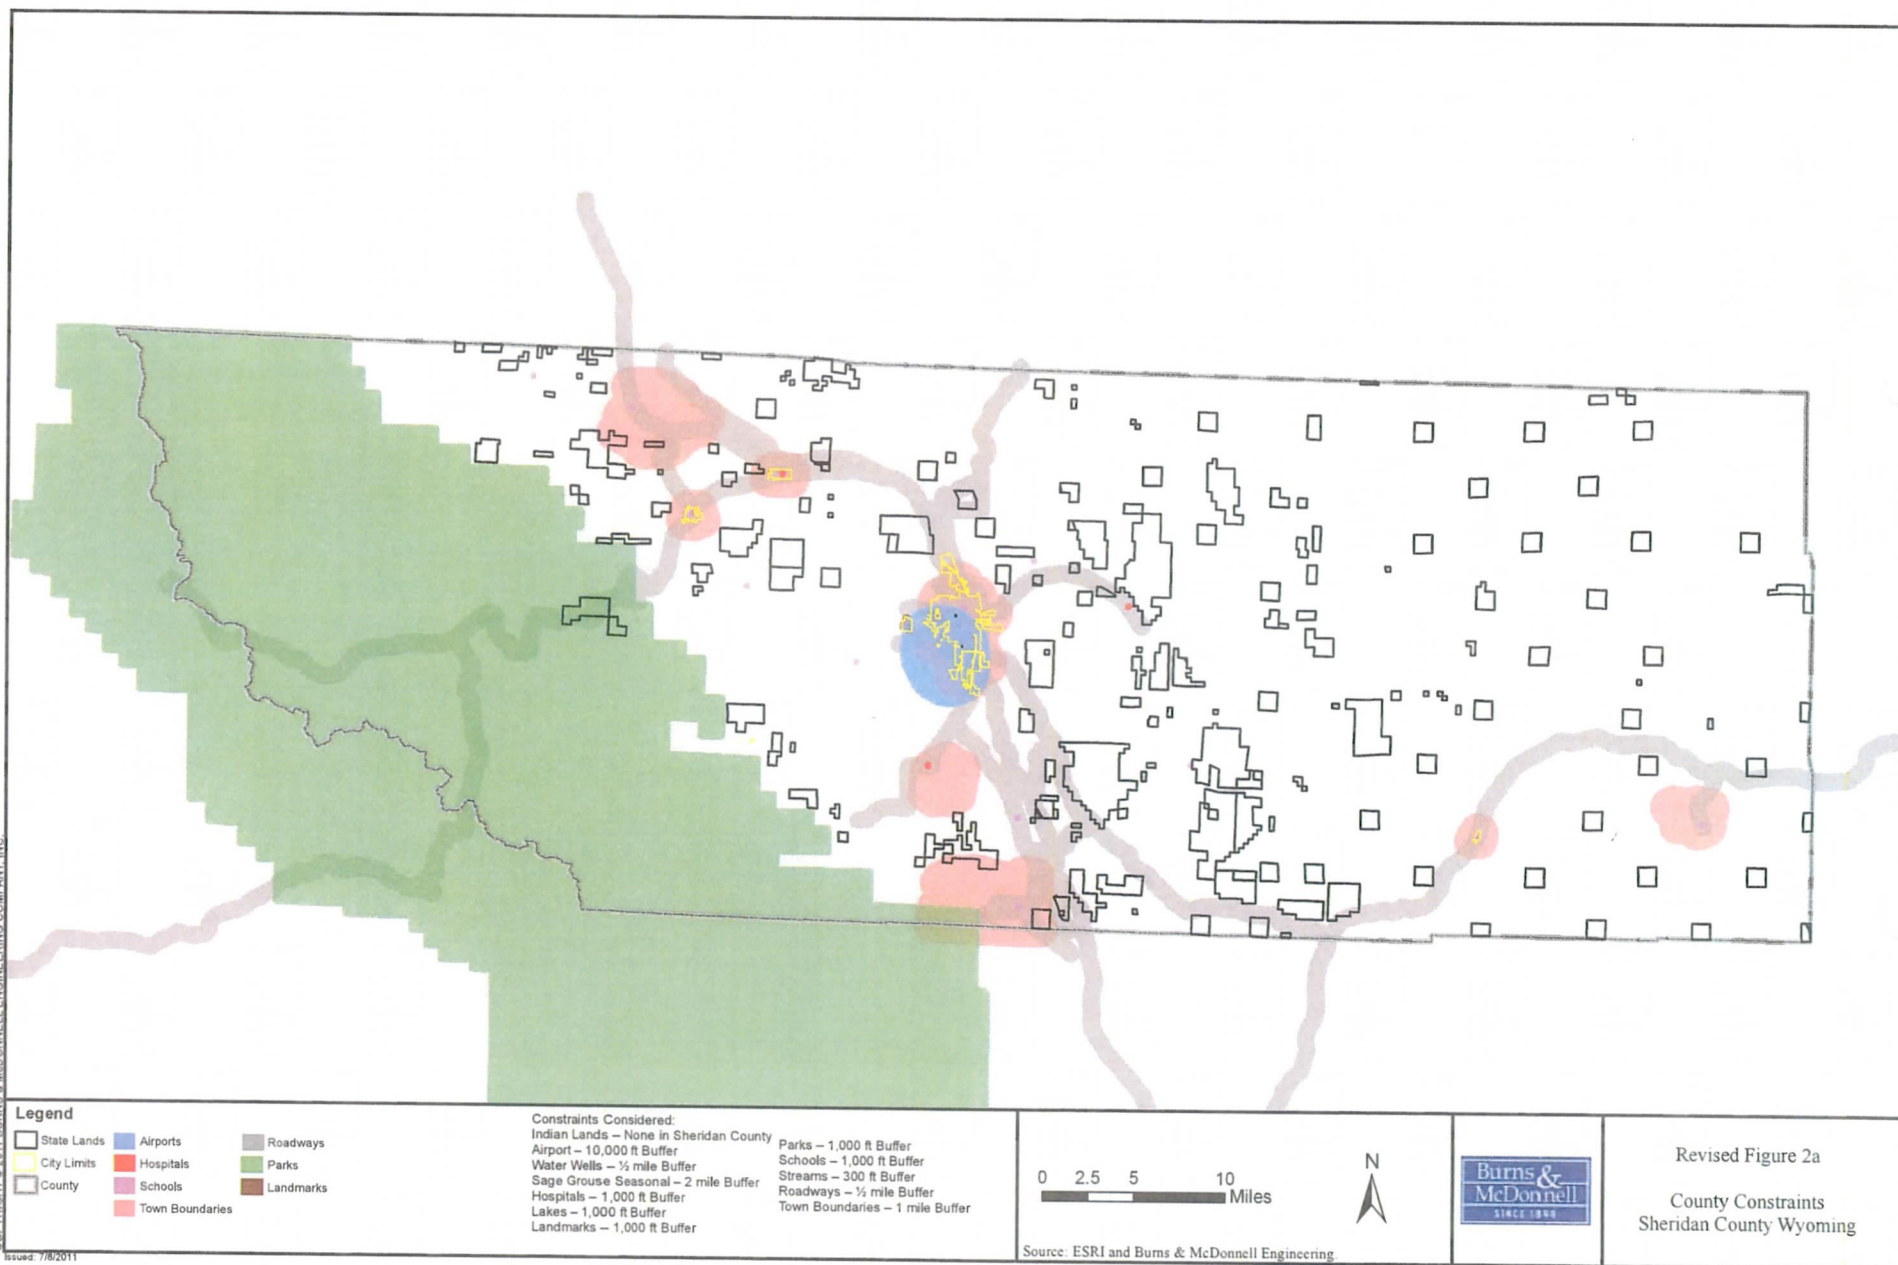 Legend
State Lands
City Limits
County
Airports
Hospitals
Schools
Town Boundaries
Roadways
Parks
Landmarks
Constraints Considered:
Indian Lands – None in Sheridan County
Airport – 10,000 ft Buffer
Water Wells – ½ mile Buffer
Sage Grouse Seasonal – 2 mile Buffer
Hospitals – 1,000 ft Buffer
Lakes – 1,000 ft Buffer
Landmarks – 1,000 ft Buffer
Parks – 1,000 ft Buffer
Schools – 1,000 ft Buffer
Streams – 300 ft Buffer
Roadways – ½ mile Buffer
Town Boundaries – 1 mile Buffer
0 2.5 5 10
Miles
N
Source: ESRI and Burns & McDonnell Engineering.
Burns &
McDonnell
SINCE 1898
Revised Figure 2a
County Constraints
Sheridan County Wyoming
Issued: 7/8/2011